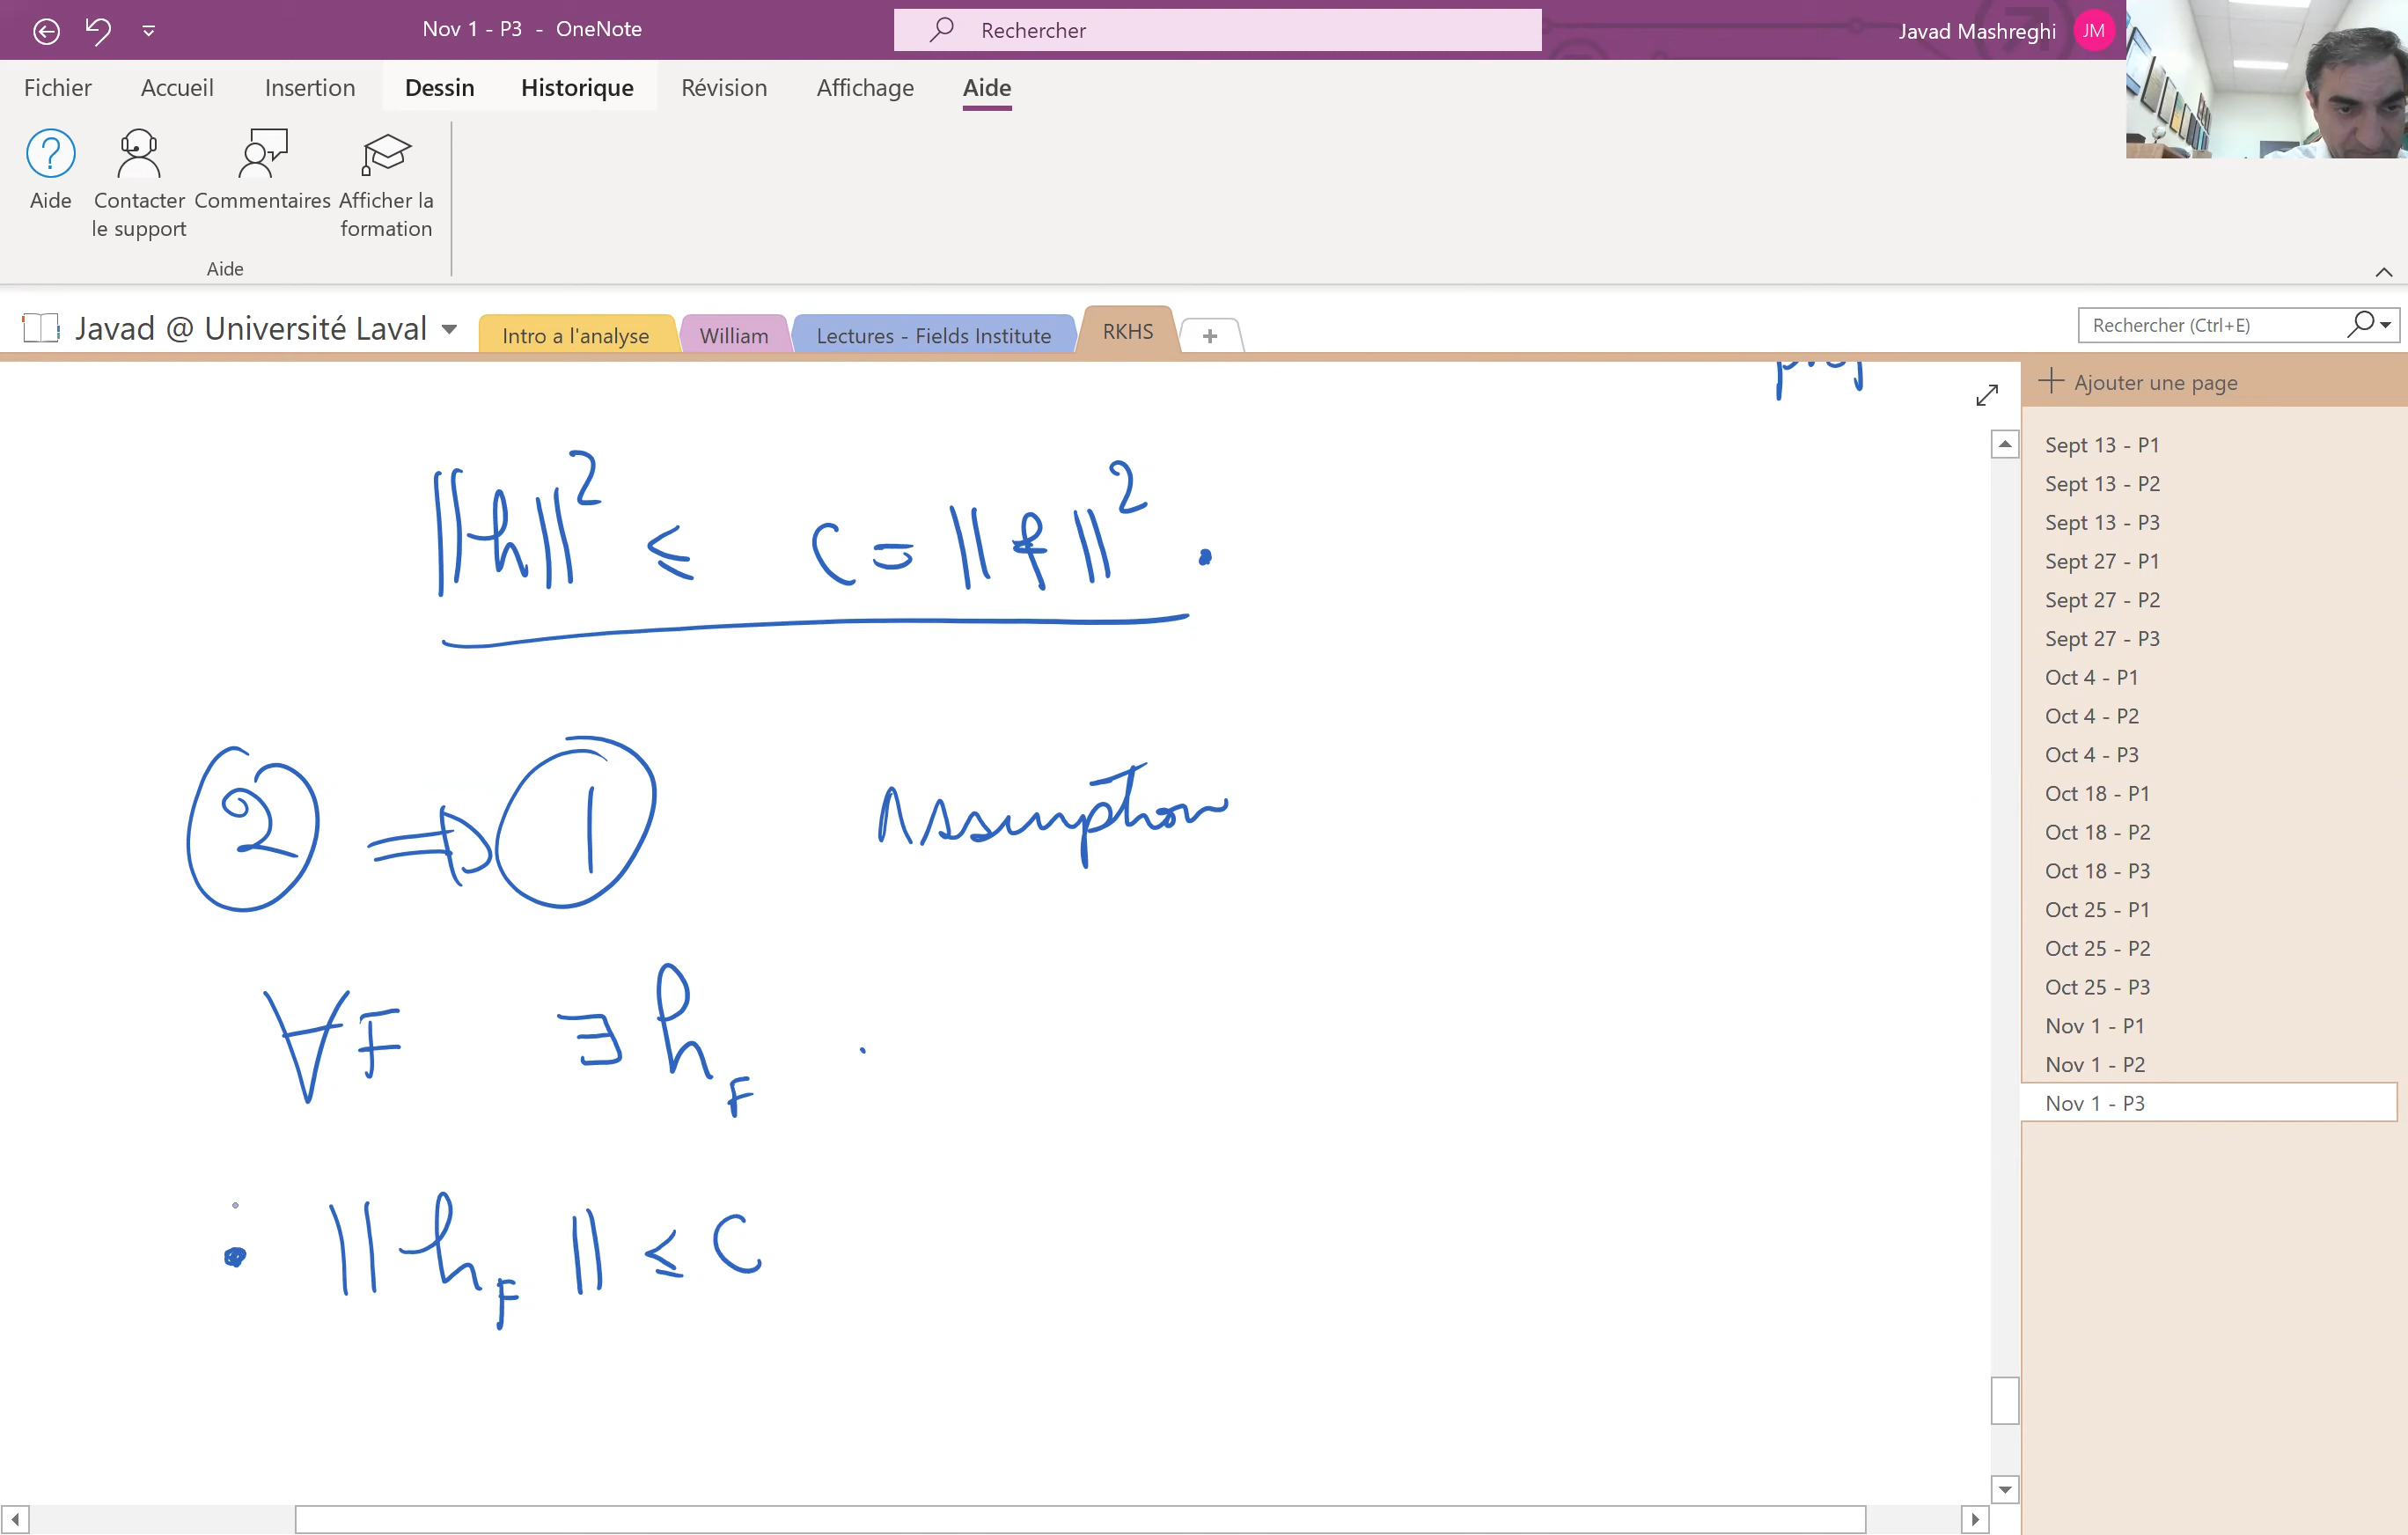 Nov 1 - P3 - OneNote
Rechercher
Javad Mashreghi JM
Fichier Accueil Insertion Dessin Historique Révision Affichage Aide
Aide
Contacter le support
Commentaires
Afficher la formation
Aide
Javad @ Université Laval
Intro a l'analyse William Lectures - Fields Institute RKHS +
Rechercher (Ctrl+E)
Ajouter une page
Sept 13 - P1
Sept 13 - P2
Sept 13 - P3
Sept 27 - P1
Sept 27 - P2
Sept 27 - P3
Oct 4 - P1
Oct 4 - P2
Oct 4 - P3
Oct 18 - P1
Oct 18 - P2
Oct 18 - P3
Oct 25 - P1
Oct 25 - P2
Oct 25 - P3
Nov 1 - P1
Nov 1 - P2
Nov 1 - P3
‖h‖² ≤ C = ‖f‖² .
② ⇒ ① Assumption
∀F ∃ h_F .
• ‖h_F‖ ≤ C